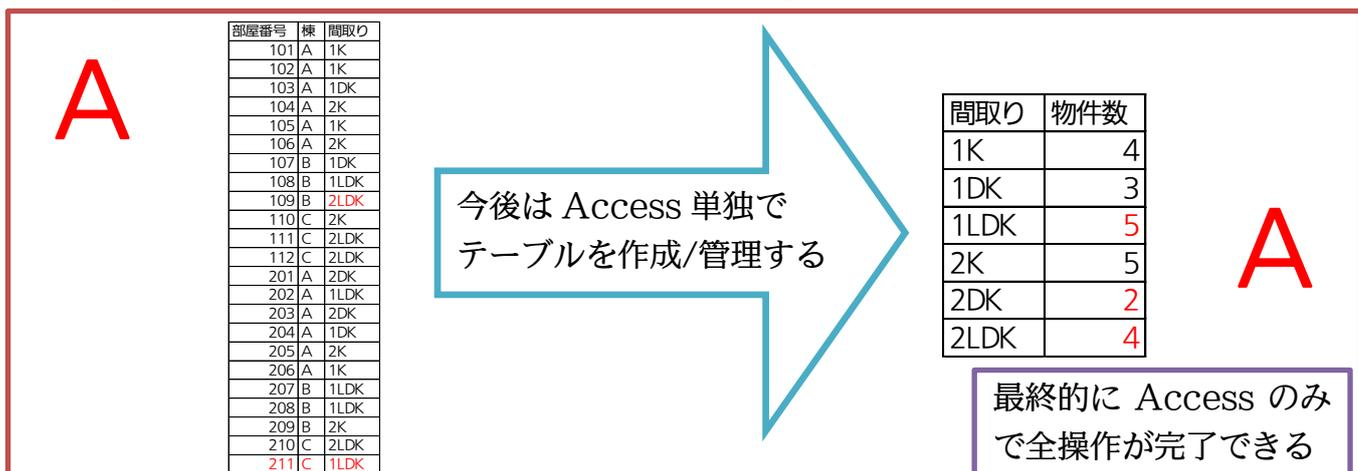 A
部屋番号 棟 間取り
101 A 1K
102 A 1K
103 A 1DK
104 A 2K
105 A 1K
106 A 2K
107 B 1DK
108 B 1LDK
109 B 2LDK
110 C 2K
111 C 2LDK
112 C 2LDK
201 A 2DK
202 A 1LDK
203 A 2DK
204 A 1DK
205 A 2K
206 A 1K
207 B 1LDK
208 B 1LDK
209 B 2K
210 C 2LDK
211 C 1LDK
今後は Access 単独で
テーブルを作成/管理する
間取り 物件数
1K 4
1DK 3
1LDK 5
2K 5
2DK 2
2LDK 4
A
最終的に Access のみ
で全操作が完了できる